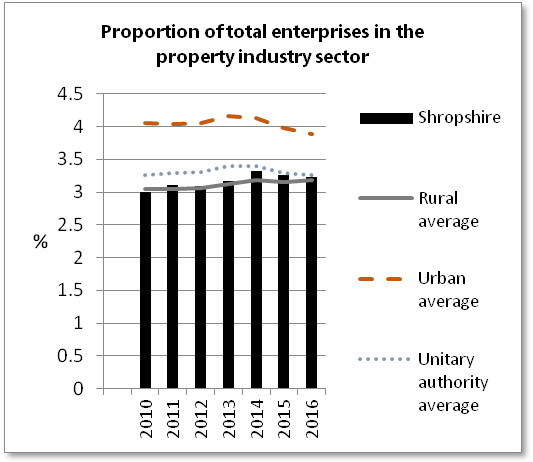 Proportion of total enterprises in the
property industry sector
4.5
4
3.5
3
2.5
2
1.5
1
0.5
0
%
2010
2011
2012
2013
2014
2015
2016
Shropshire
Rural
average
Urban
average
Unitary
authority
average